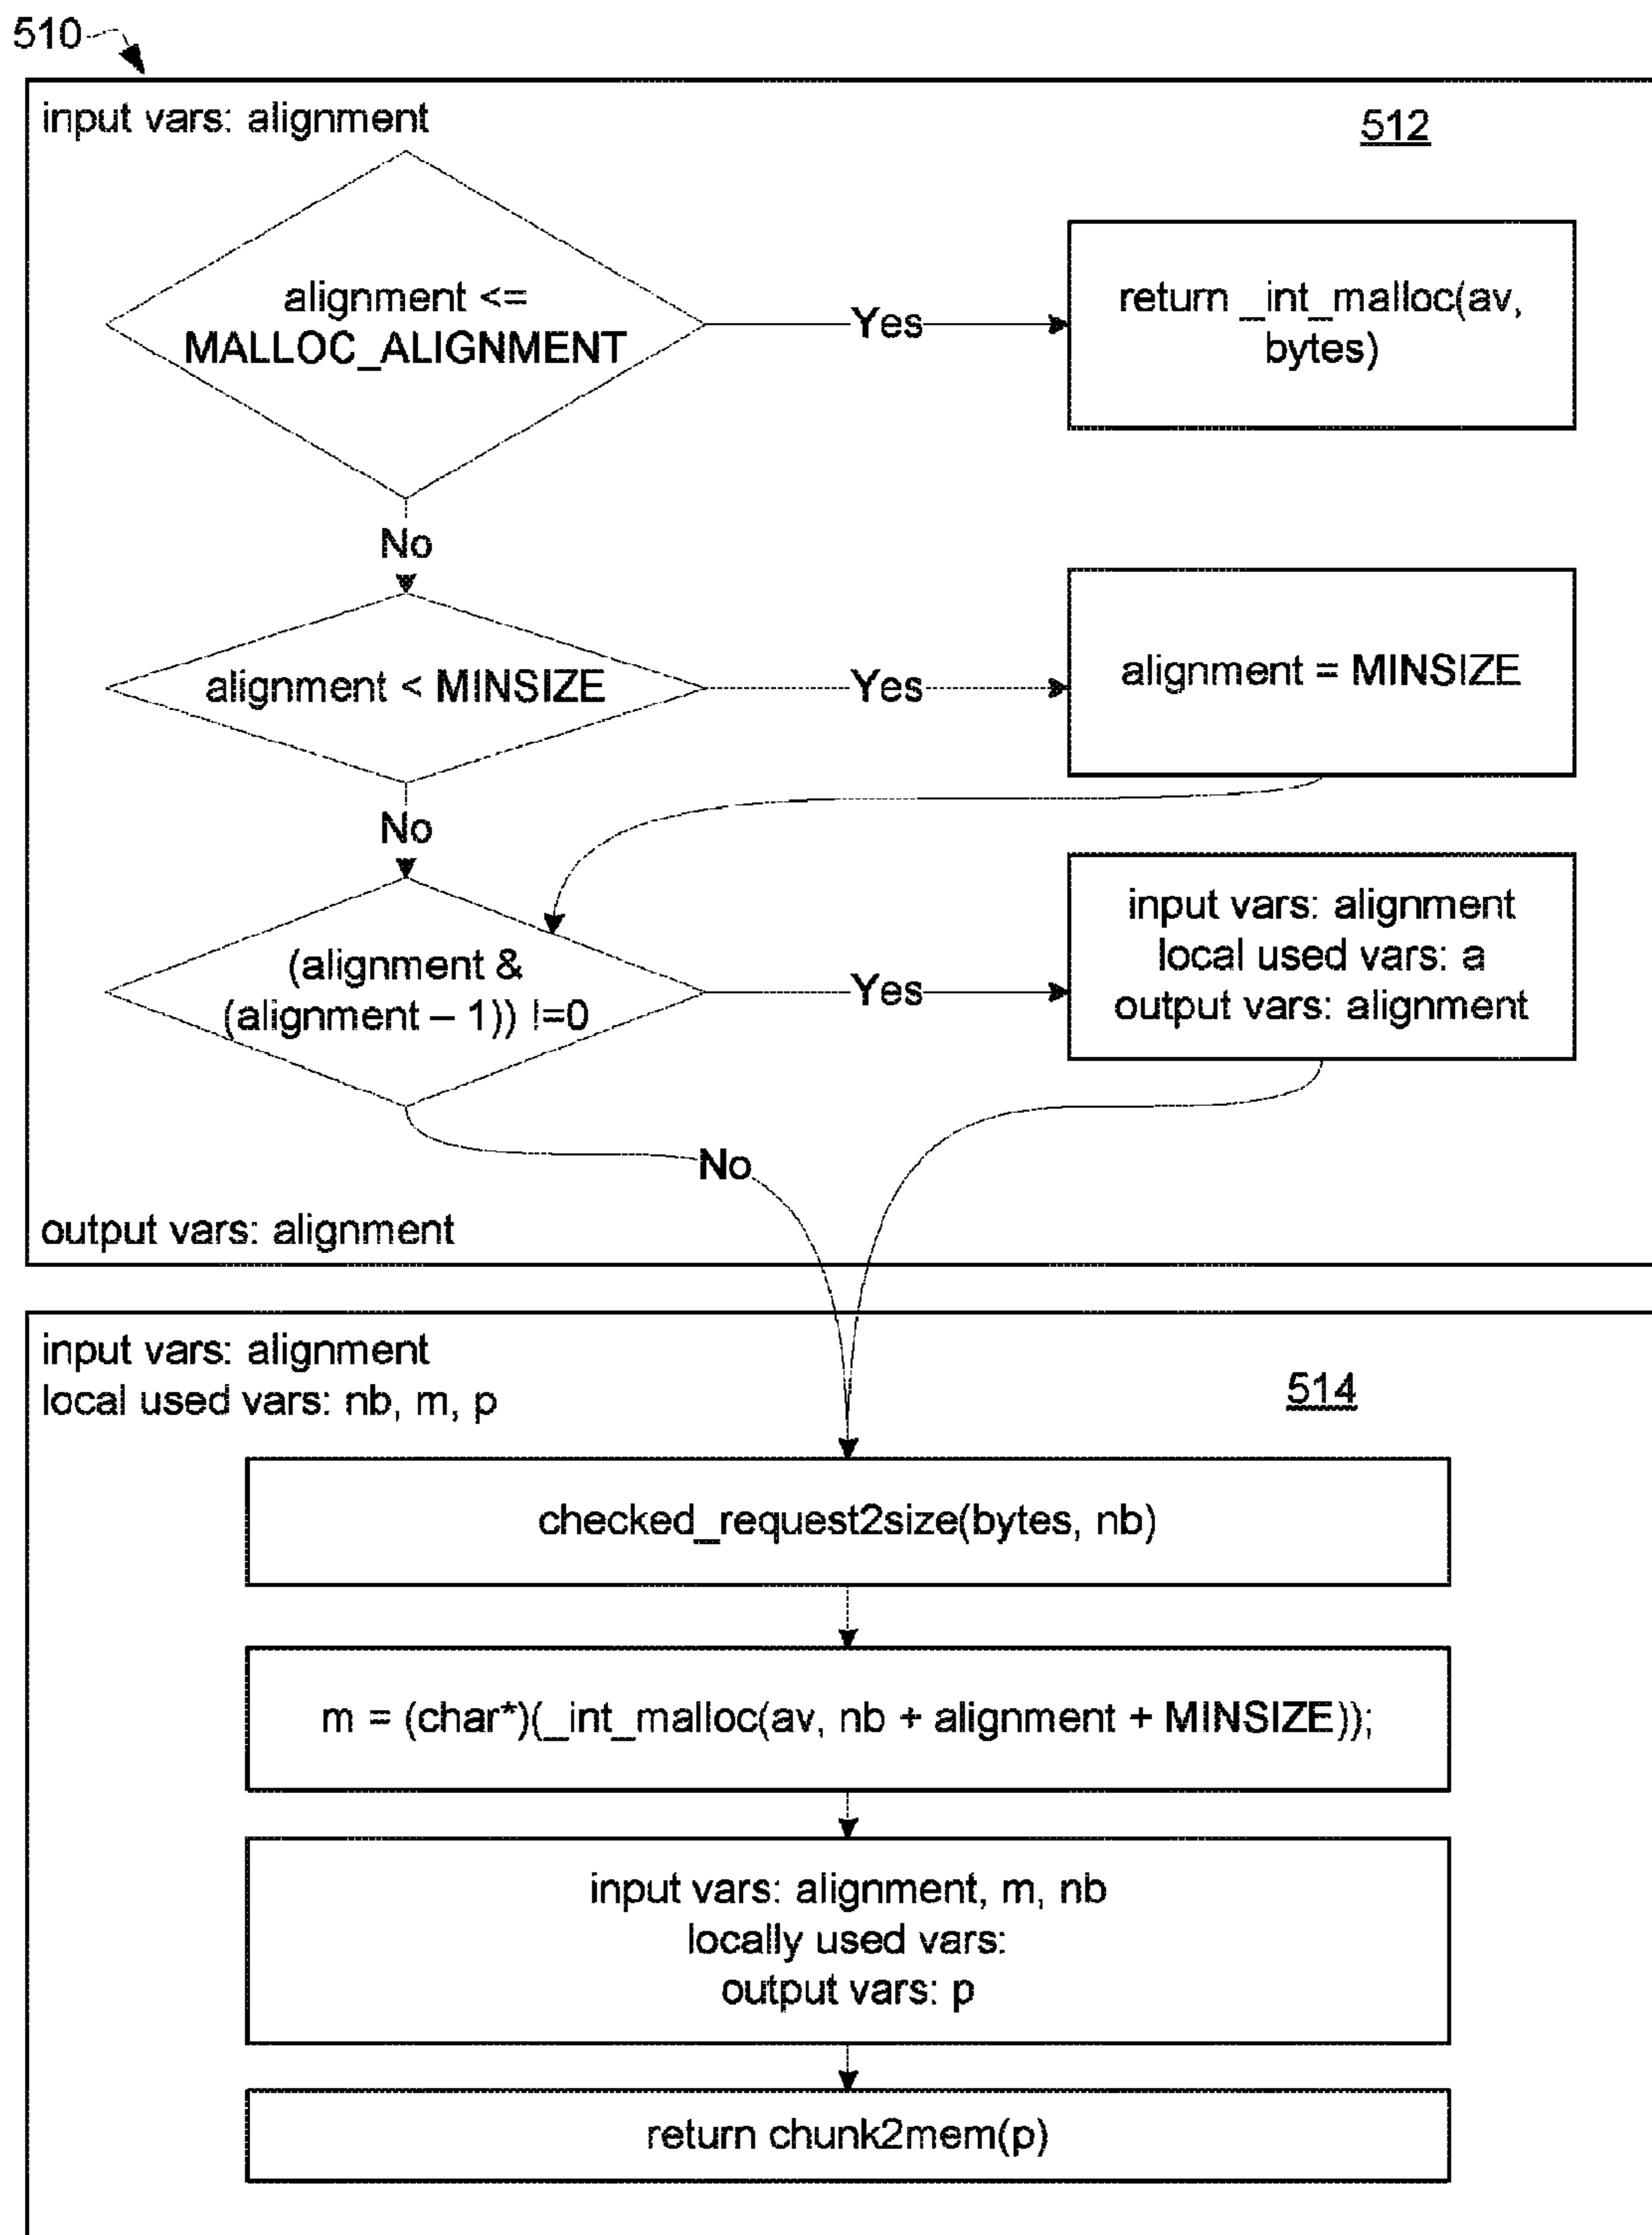 510
input vars: alignment
512
alignment <=
MALLOC_ALIGNMENT
Yes
return _int_malloc(av,
bytes)
No
alignment < MINSIZE
Yes
alignment = MINSIZE
No
(alignment &
(alignment – 1)) !=0
Yes
input vars: alignment
local used vars: a
output vars: alignment
No
output vars: alignment
input vars: alignment
local used vars: nb, m, p
514
checked_request2size(bytes, nb)
m = (char*)(_int_malloc(av, nb + alignment + MINSIZE));
input vars: alignment, m, nb
locally used vars:
output vars: p
return chunk2mem(p)